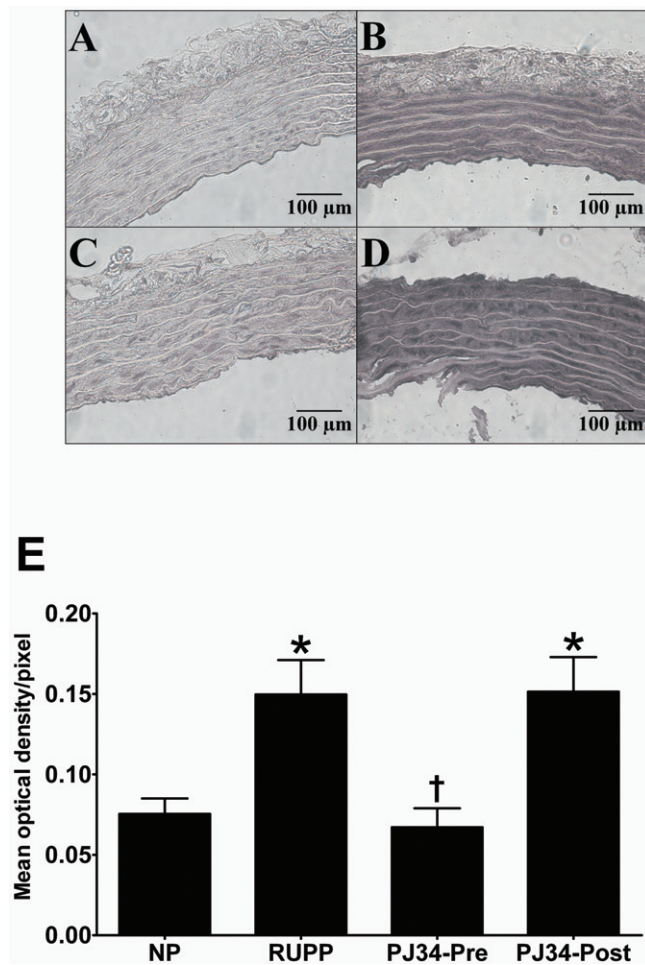 A
B
100 µm
100 µm
C
D
100 µm
100 µm
E
Mean optical density/pixel
0.20
0.15
0.10
0.05
0.00
*
†
*
NP RUPP PJ34-Pre PJ34-Post